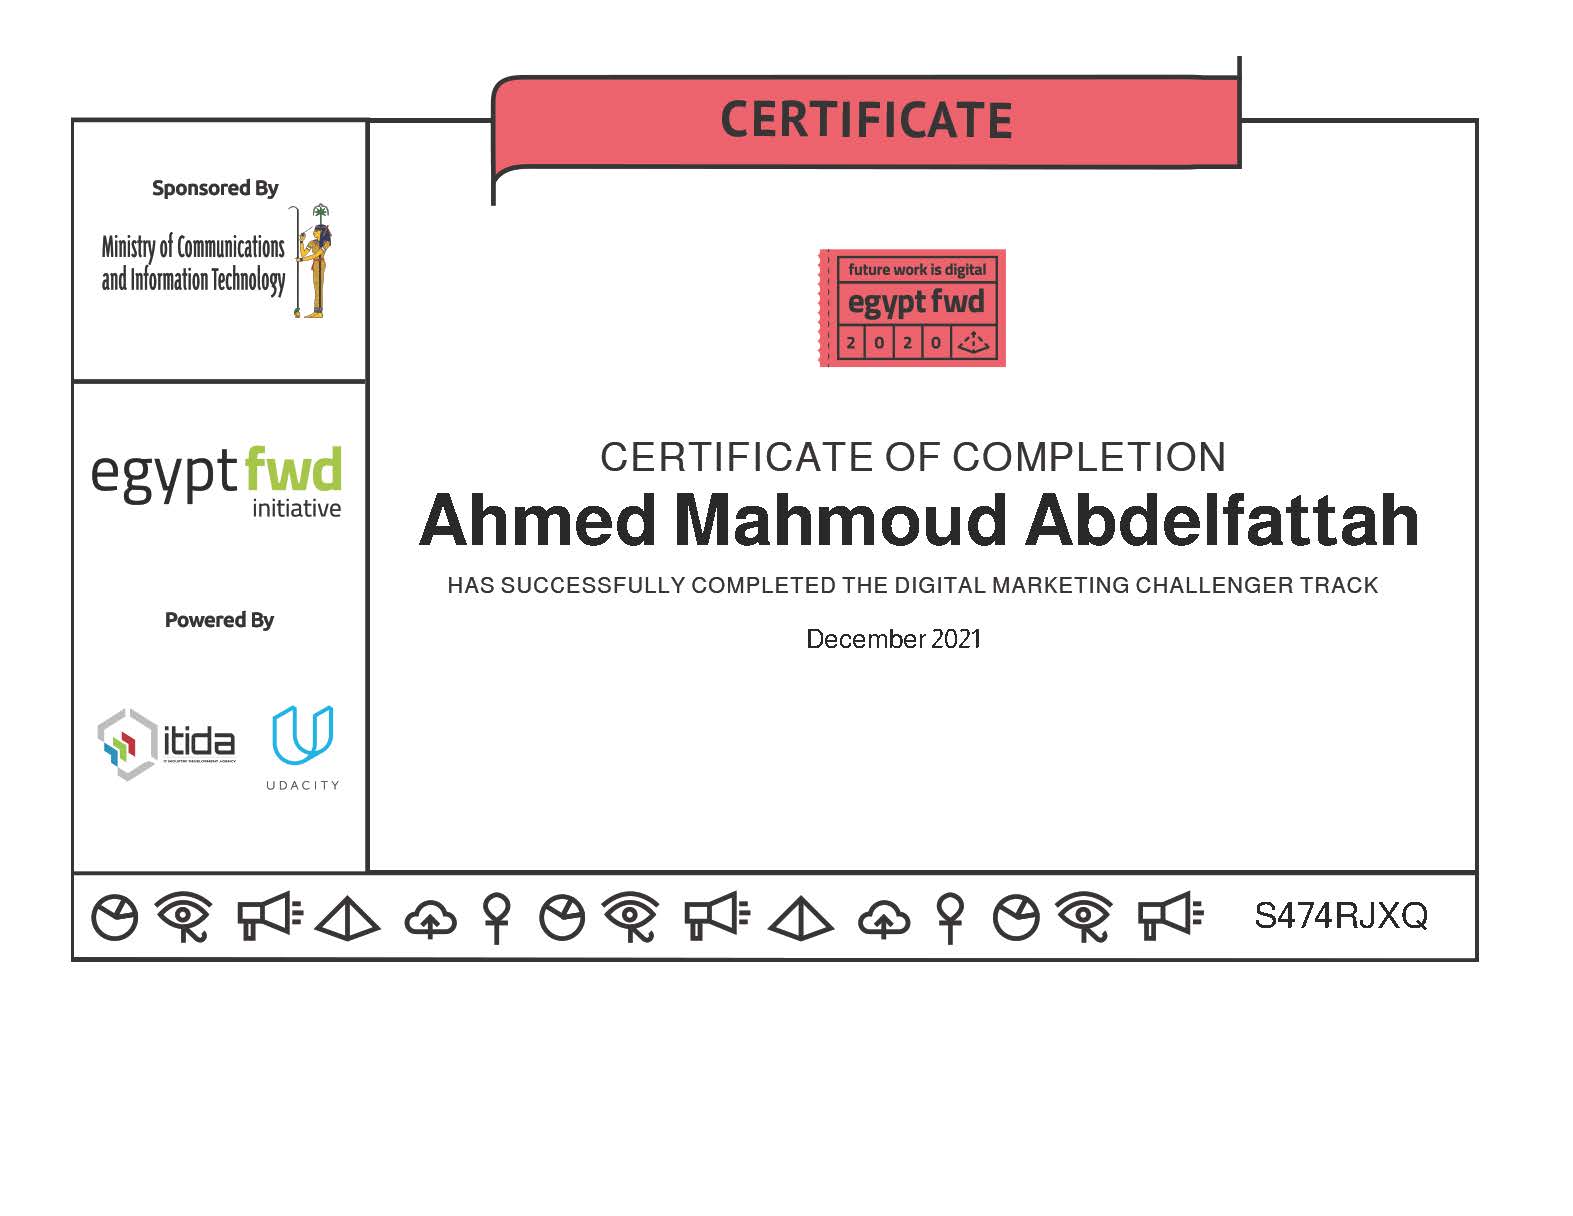 CERTIFICATE
Sponsored By
Ministry of Communications
and Information Technology
future work is digital
egypt fwd
2 0 2 0
egypt fwd
initiative
CERTIFICATE OF COMPLETION
Ahmed Mahmoud Abdelfattah
HAS SUCCESSFULLY COMPLETED THE DIGITAL MARKETING CHALLENGER TRACK
December 2021
Powered By
itida
IT INDUSTRY DEVELOPMENT AGENCY
UDACITY
S474RJXQ